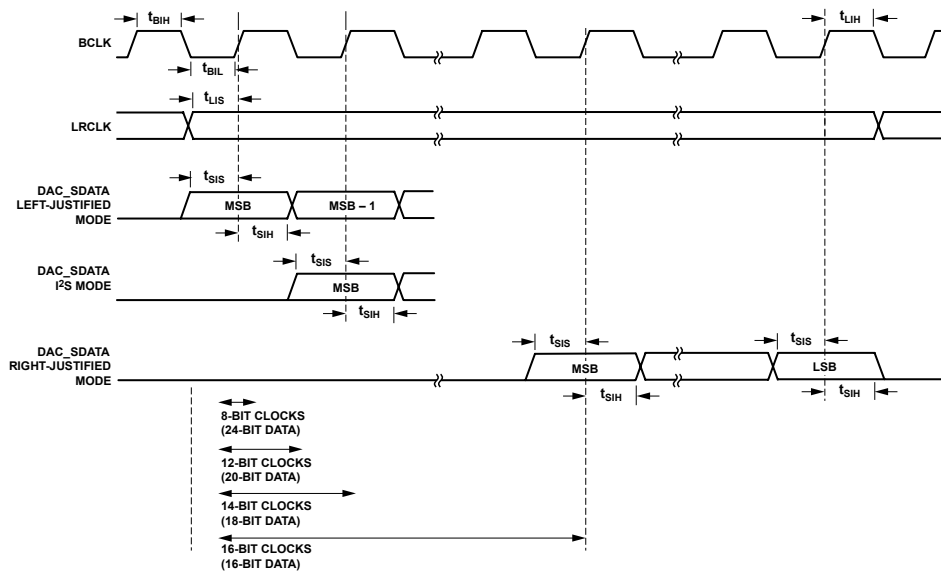 tBIH
tLIH
BCLK
tBIL
tLIS
LRCLK
tSIS
DAC_SDATA
LEFT-JUSTIFIED
MODE
MSB
MSB – 1
tSIH
tSIS
DAC_SDATA
I2S MODE
MSB
tSIH
tSIS
tSIS
DAC_SDATA
RIGHT-JUSTIFIED
MODE
MSB
LSB
tSIH
tSIH
8-BIT CLOCKS
(24-BIT DATA)
12-BIT CLOCKS
(20-BIT DATA)
14-BIT CLOCKS
(18-BIT DATA)
16-BIT CLOCKS
(16-BIT DATA)